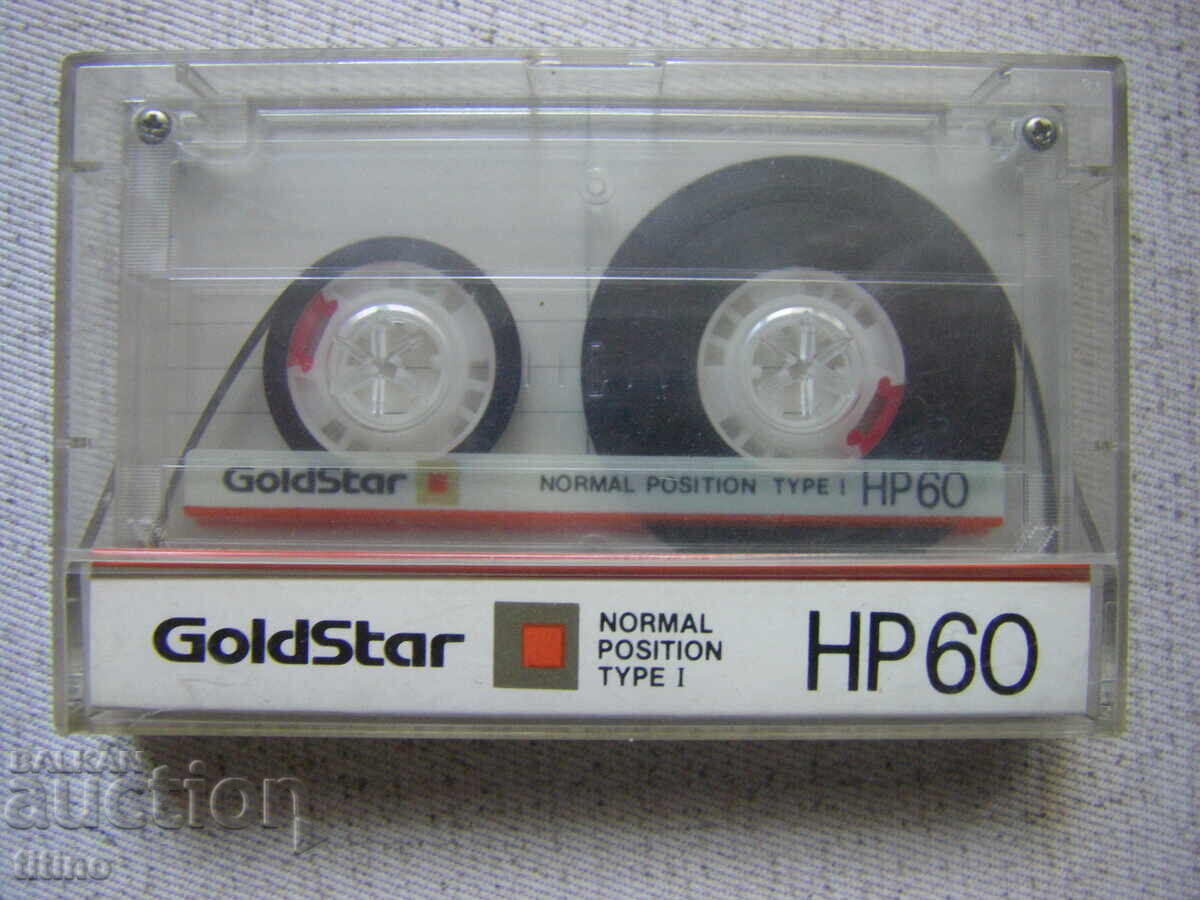 GoldStar NORMAL POSITION TYPE I HP60
GoldStar NORMAL
POSITION
TYPE I HP60
BALKAN
auction
titino